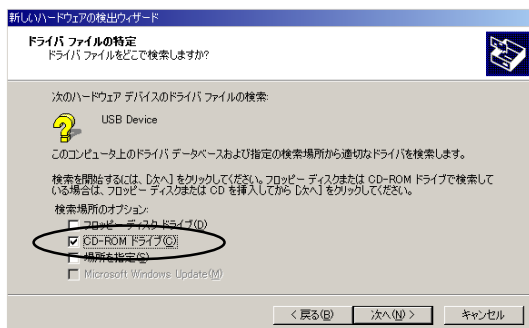 新しいハードウェアの検出ウィザード
ドライバ ファイルの特定
ドライバ ファイルをどこで検索しますか?
次のハードウェア デバイスのドライバ ファイルの検索:
USB Device
このコンピュータ上のドライバ データベースおよび指定の検索場所から適切なドライバを検索します。
検索を開始するには、[次へ] をクリックしてください。フロッピー ディスクまたは CD-ROM ドライブで検索して
いる場合は、フロッピー ディスクまたは CD を挿入してから [次へ] をクリックしてください。
検索場所のオプション:
フロッピー ディスク ドライブ(D)
CD-ROM ドライブ(C)
場所を指定(S)
Microsoft Windows Update(M)
< 戻る(B)
次へ(N) >
キャンセル